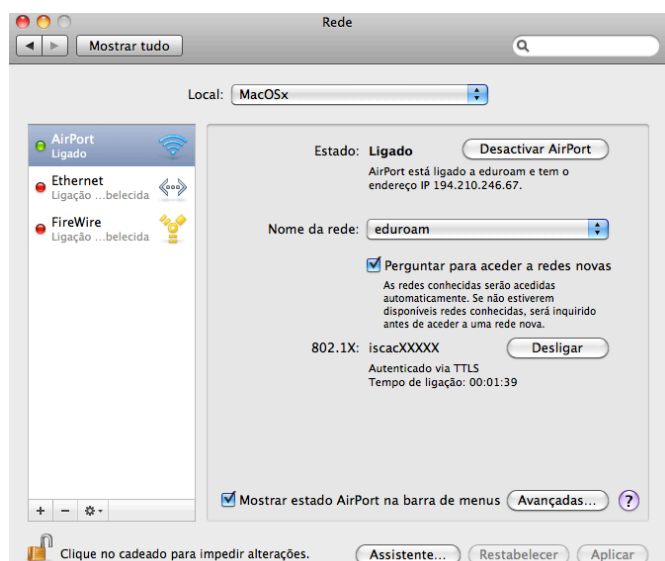 Rede
Mostrar tudo
Local: MacOSx
AirPort
Ligado
Ethernet
Ligação ...belecida
FireWire
Ligação ...belecida
Estado: Ligado Desactivar AirPort
AirPort está ligado a eduroam e tem o
endereço IP 194.210.246.67.
Nome da rede: eduroam
Perguntar para aceder a redes novas
As redes conhecidas serão acedidas
automaticamente. Se não estiverem
disponíveis redes conhecidas, será inquirido
antes de aceder a uma rede nova.
802.1X: iscacXXXXX Desligar
Autenticado via TTLS
Tempo de ligação: 00:01:39
Mostrar estado AirPort na barra de menus Avançadas... ?
Clique no cadeado para impedir alterações. Assistente... Restabelecer Aplicar